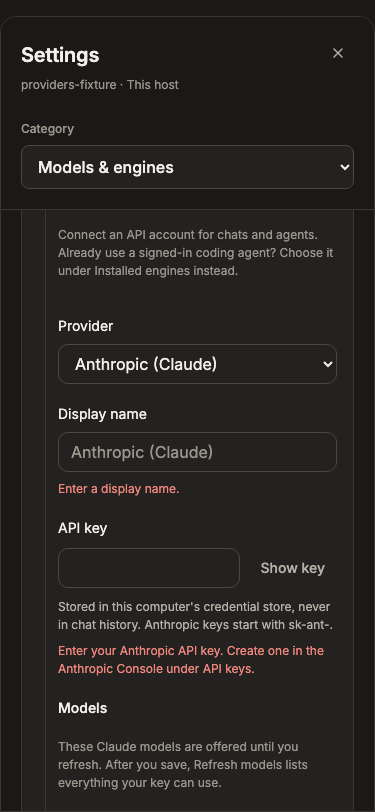 Settings
×
providers-fixture · This host
Category
Models & engines
Connect an API account for chats and agents.
Already use a signed-in coding agent? Choose it
under Installed engines instead.
Provider
Anthropic (Claude)
Display name
Anthropic (Claude)
Enter a display name.
API key
Show key
Stored in this computer's credential store, never
in chat history. Anthropic keys start with sk-ant-.
Enter your Anthropic API key. Create one in the
Anthropic Console under API keys.
Models
These Claude models are offered until you
refresh. After you save, Refresh models lists
everything your key can use.